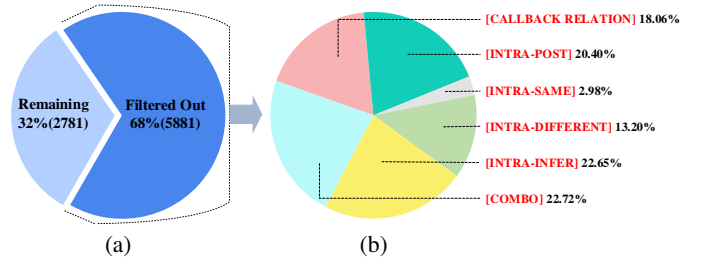 Remaining
32%(2781)
Filtered Out
68%(5881)
[CALLBACK RELATION] 18.06%
[INTRA-POST] 20.40%
[INTRA-SAME] 2.98%
[INTRA-DIFFERENT] 13.20%
[INTRA-INFER] 22.65%
[COMBO] 22.72%
(a)
(b)